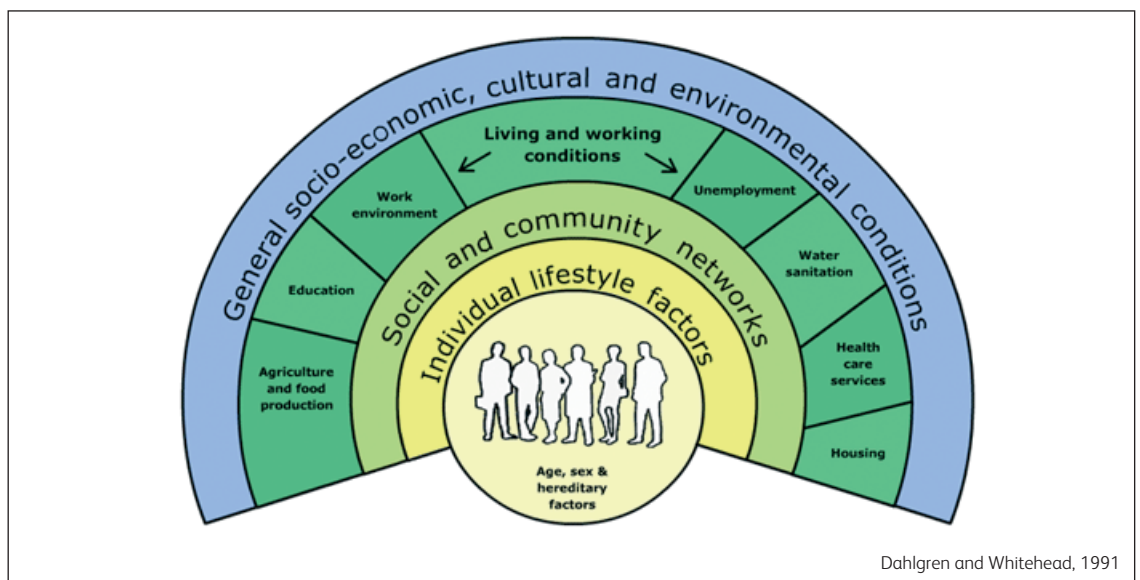 General socio-economic, cultural and environmental conditions
Living and working
conditions
Work
environment
Unemployment
Education
Water
sanitation
Agriculture
and food
production
Health
care
services
Housing
Social and community networks
Individual lifestyle factors
Age, sex &
hereditary
factors
Dahlgren and Whitehead, 1991